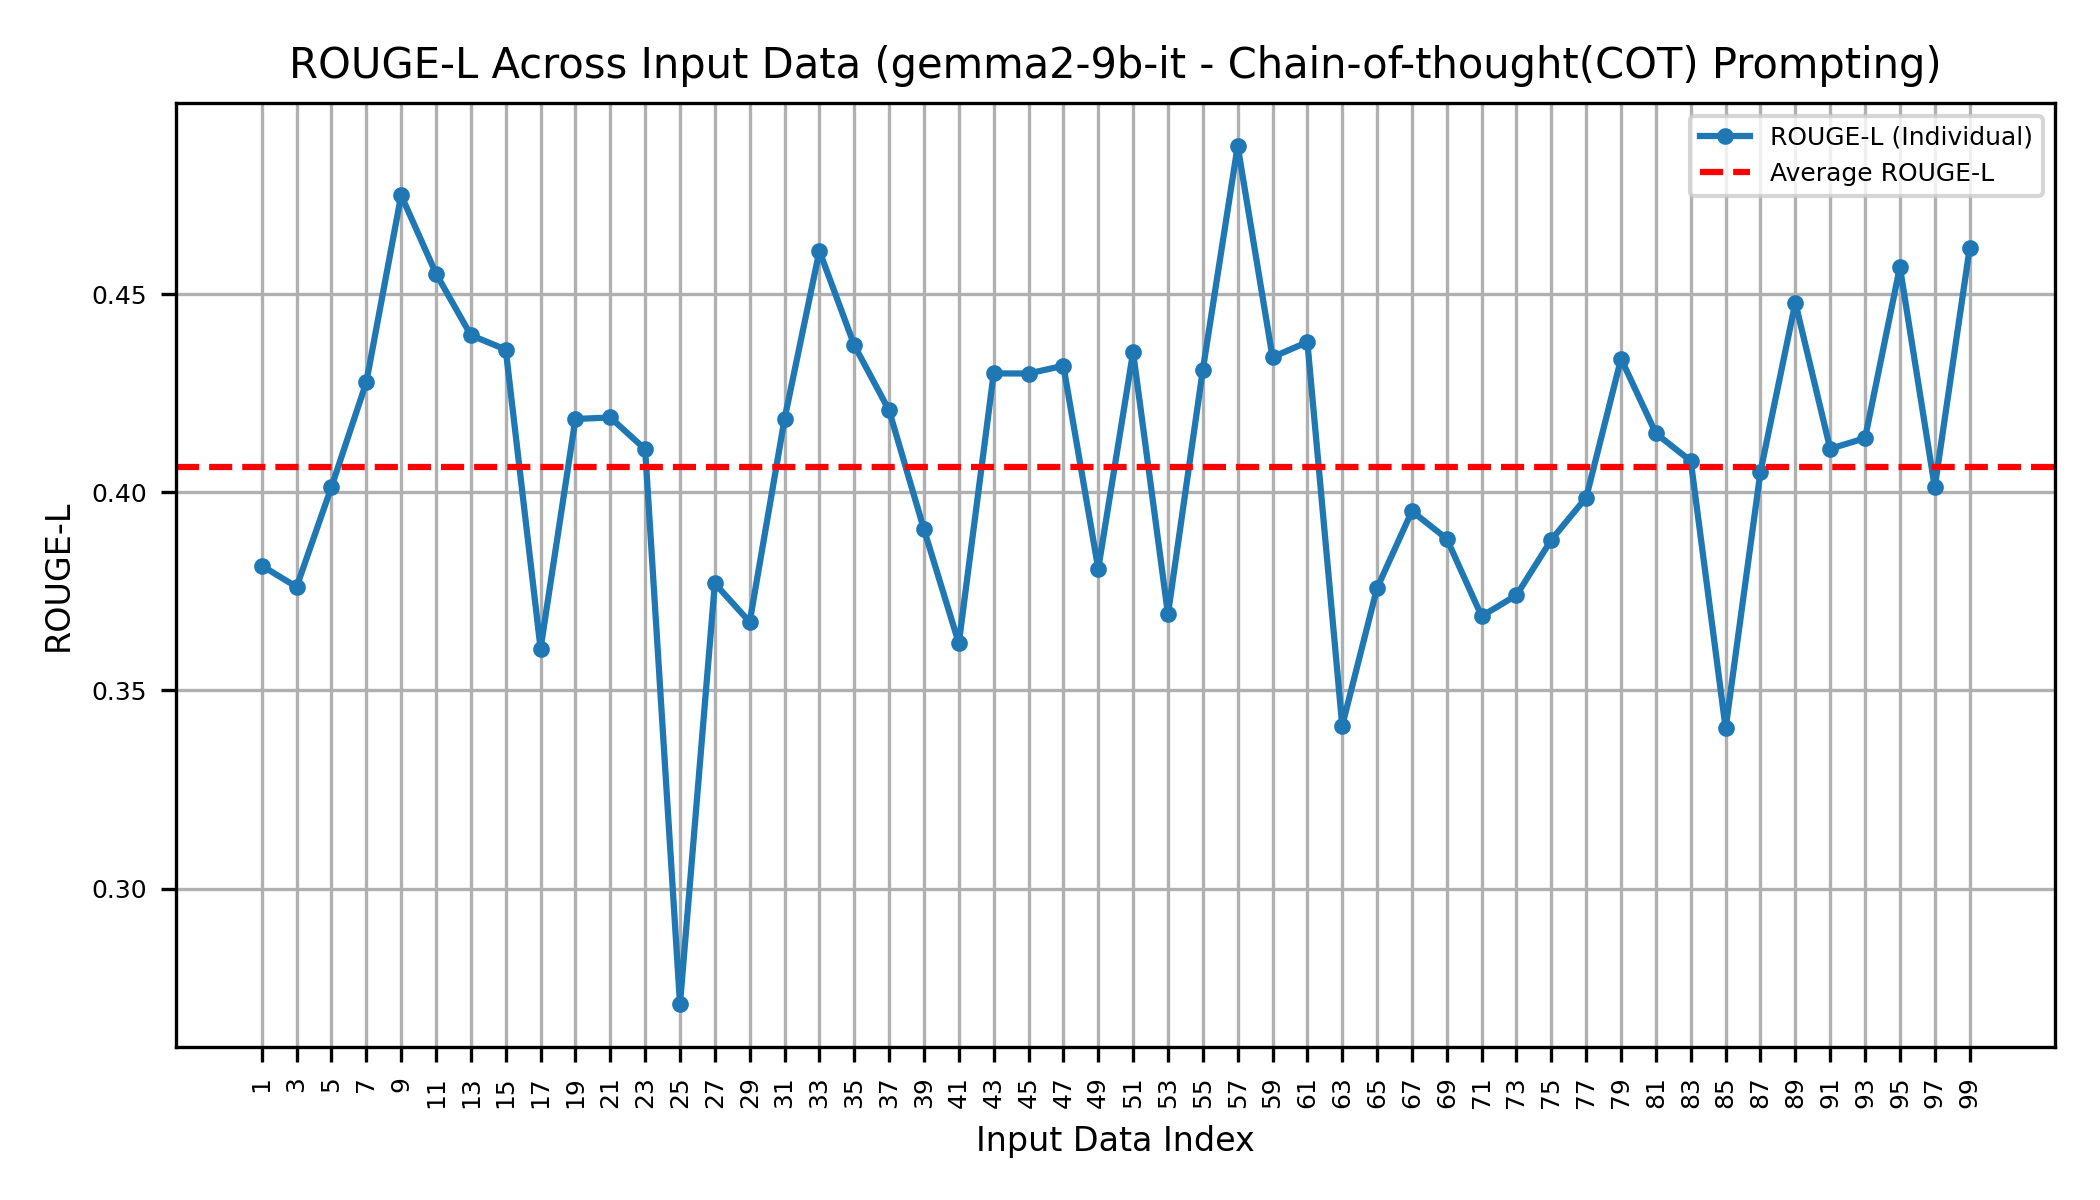 ROUGE-L Across Input Data (gemma2-9b-it - Chain-of-thought(COT) Prompting)
ROUGE-L (Individual)
Average ROUGE-L
0.45
0.40
0.35
0.30
ROUGE-L
1 3 5 7 9 11 13 15 17 19 21 23 25 27 29 31 33 35 37 39 41 43 45 47 49 51 53 55 57 59 61 63 65 67 69 71 73 75 77 79 81 83 85 87 89 91 93 95 97 99
Input Data Index